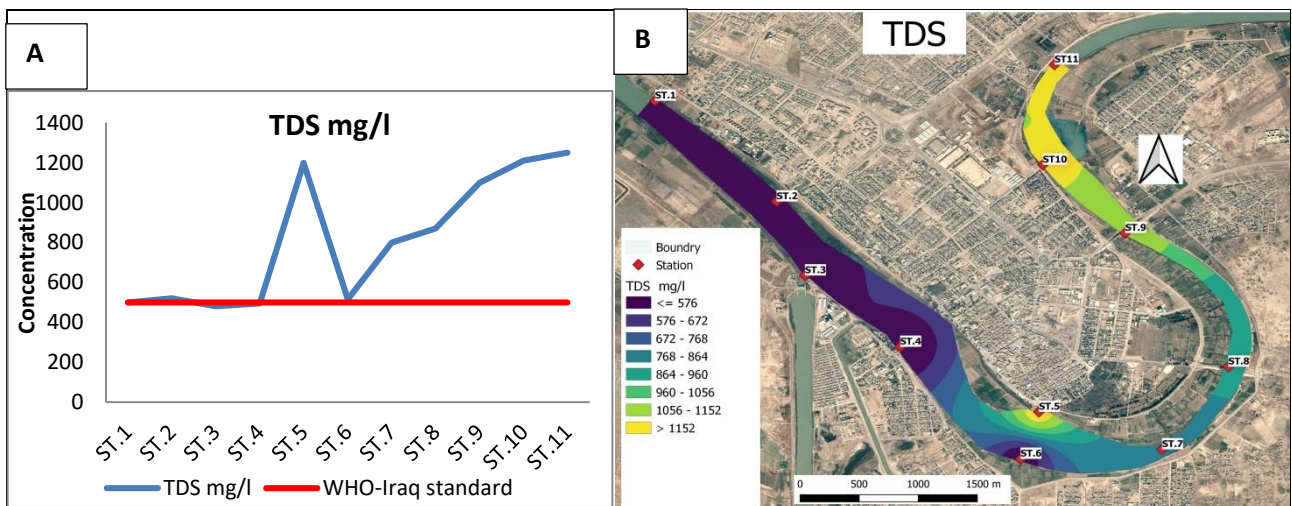 A
TDS mg/l
Concentration
1400
1200
1000
800
600
400
200
0
ST.1
ST.2
ST.3
ST.4
ST.5
ST.6
ST.7
ST.8
ST.9
ST.10
ST.11
TDS mg/l
WHO-Iraq standard
B
TDS
ST11
ST.1
ST10
ST.2
ST.9
ST.3
ST.4
ST.8
ST.5
ST.7
ST.6
Boundry
Station
TDS mg/l
<= 576
576 - 672
672 - 768
768 - 864
864 - 960
960 - 1056
1056 - 1152
> 1152
0 500 1000 1500 m